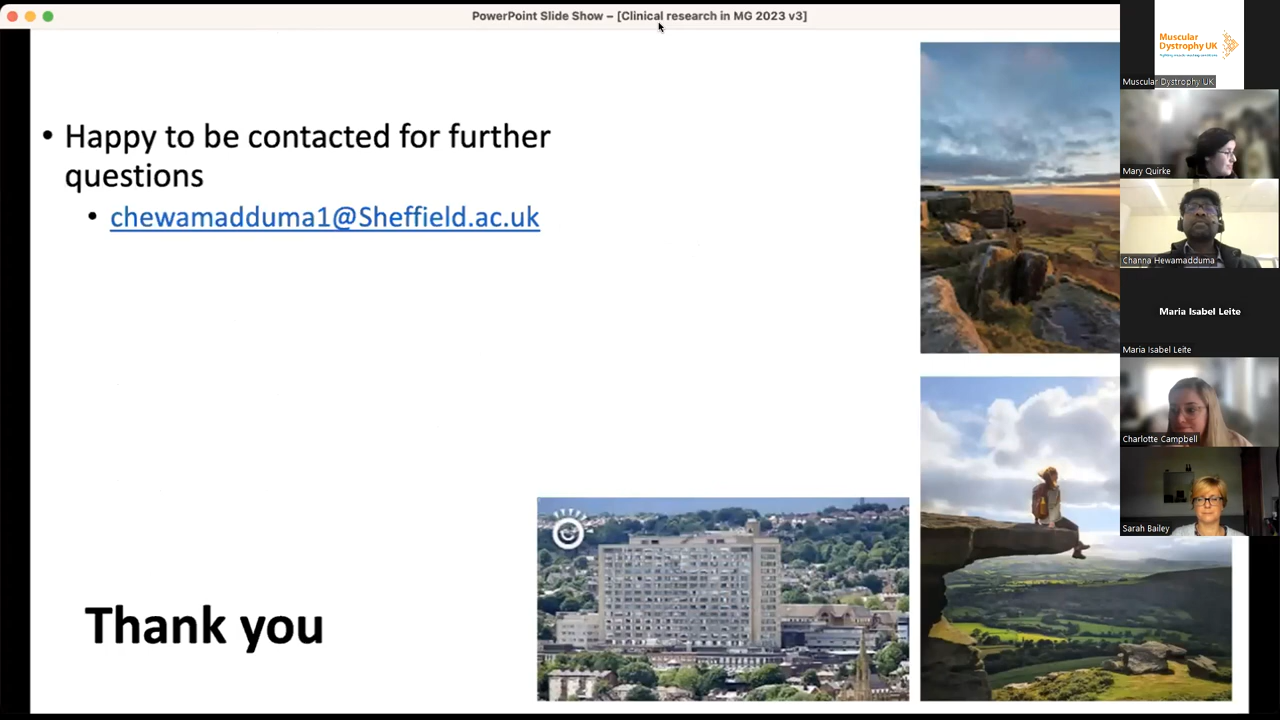 PowerPoint Slide Show – [Clinical research in MG 2023 v3]
• Happy to be contacted for further
questions
• chewamadduma1@Sheffield.ac.uk
Thank you
Muscular
Dystrophy UK
Muscular Dystrophy UK
Mary Quirke
Channa Hewamadduma
Maria Isabel Leite
Maria Isabel Leite
Charlotte Campbell
Sarah Bailey